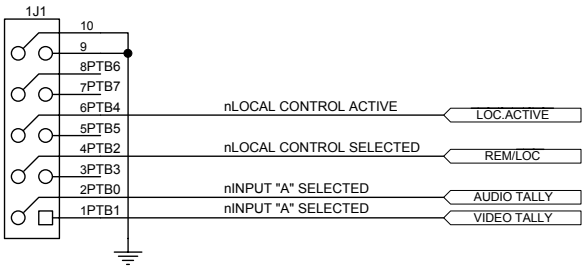 1J1
10
9
8PTB6
7PTB7
6PTB4 nLOCAL CONTROL ACTIVE LOC.ACTIVE
5PTB5
4PTB2 nLOCAL CONTROL SELECTED REM/LOC
3PTB3
2PTB0 nINPUT "A" SELECTED AUDIO TALLY
1PTB1 nINPUT "A" SELECTED VIDEO TALLY